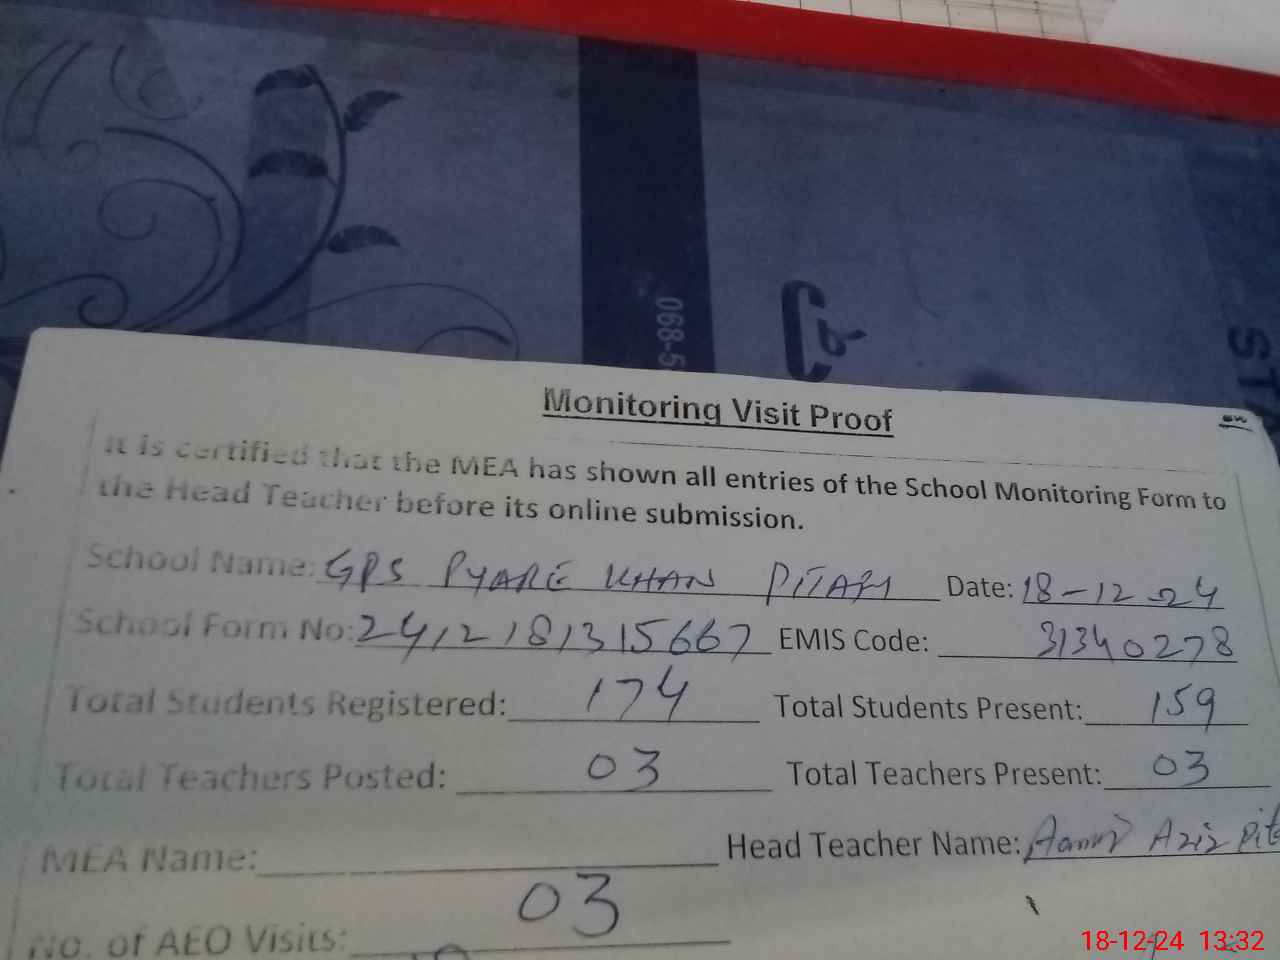 068-5
ST
Monitoring Visit Proof
It is certified that the MEA has shown all entries of the School Monitoring Form to
the Head Teacher before its online submission.
School Name: GPS PYARE KHAN PITAFI Date: 18-12-24
School Form No: 241218131566 7 EMIS Code: 31340278
Total Students Registered: 174 Total Students Present: 159
Total Teachers Posted: 03 Total Teachers Present: 03
MEA Name: Head Teacher Name: Aamir Aziz Pit
No. of AEO Visits: 03
18-12-24 13:32